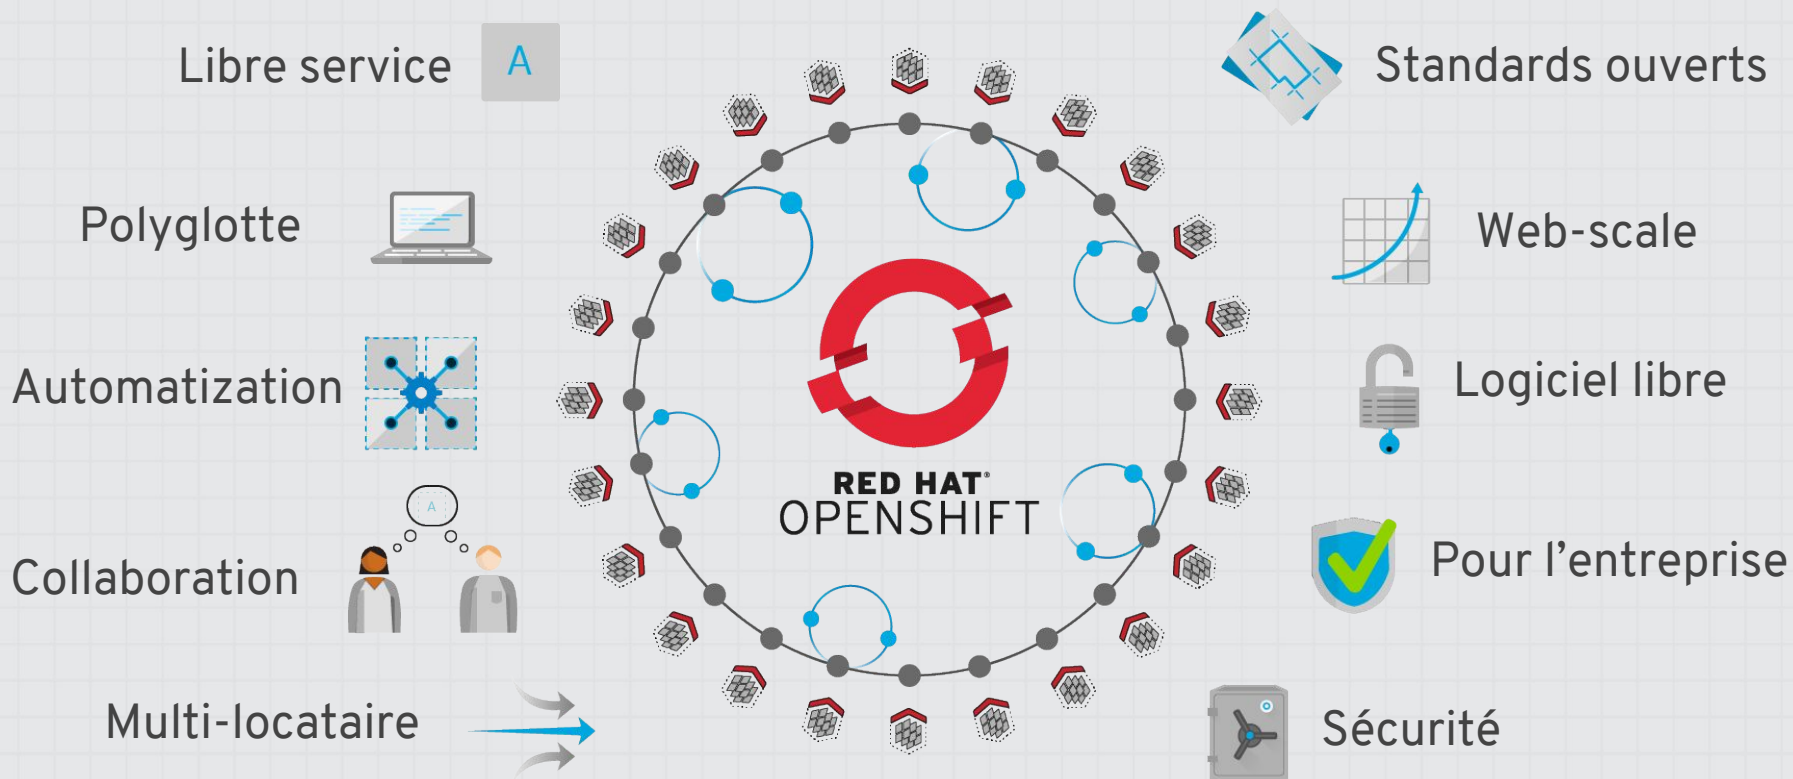 Libre service
A
Standards ouverts
Polyglotte
Web-scale
Automatization
Logiciel libre
RED HAT®
OPENSHIFT
A
Collaboration
Pour l'entreprise
Multi-locataire
Sécurité